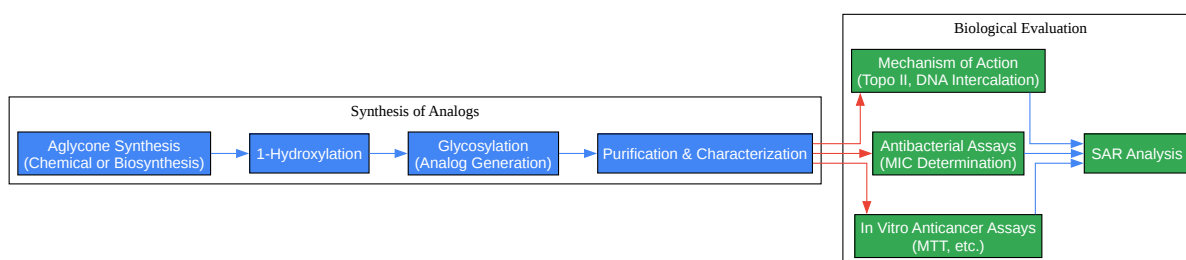 Synthesis of Analogs
Aglycone Synthesis
(Chemical or Biosynthesis)
1-Hydroxylation
Glycosylation
(Analog Generation)
Purification & Characterization
Biological Evaluation
Mechanism of Action
(Topo II, DNA Intercalation)
Antibacterial Assays
(MIC Determination)
In Vitro Anticancer Assays
(MTT, etc.)
SAR Analysis